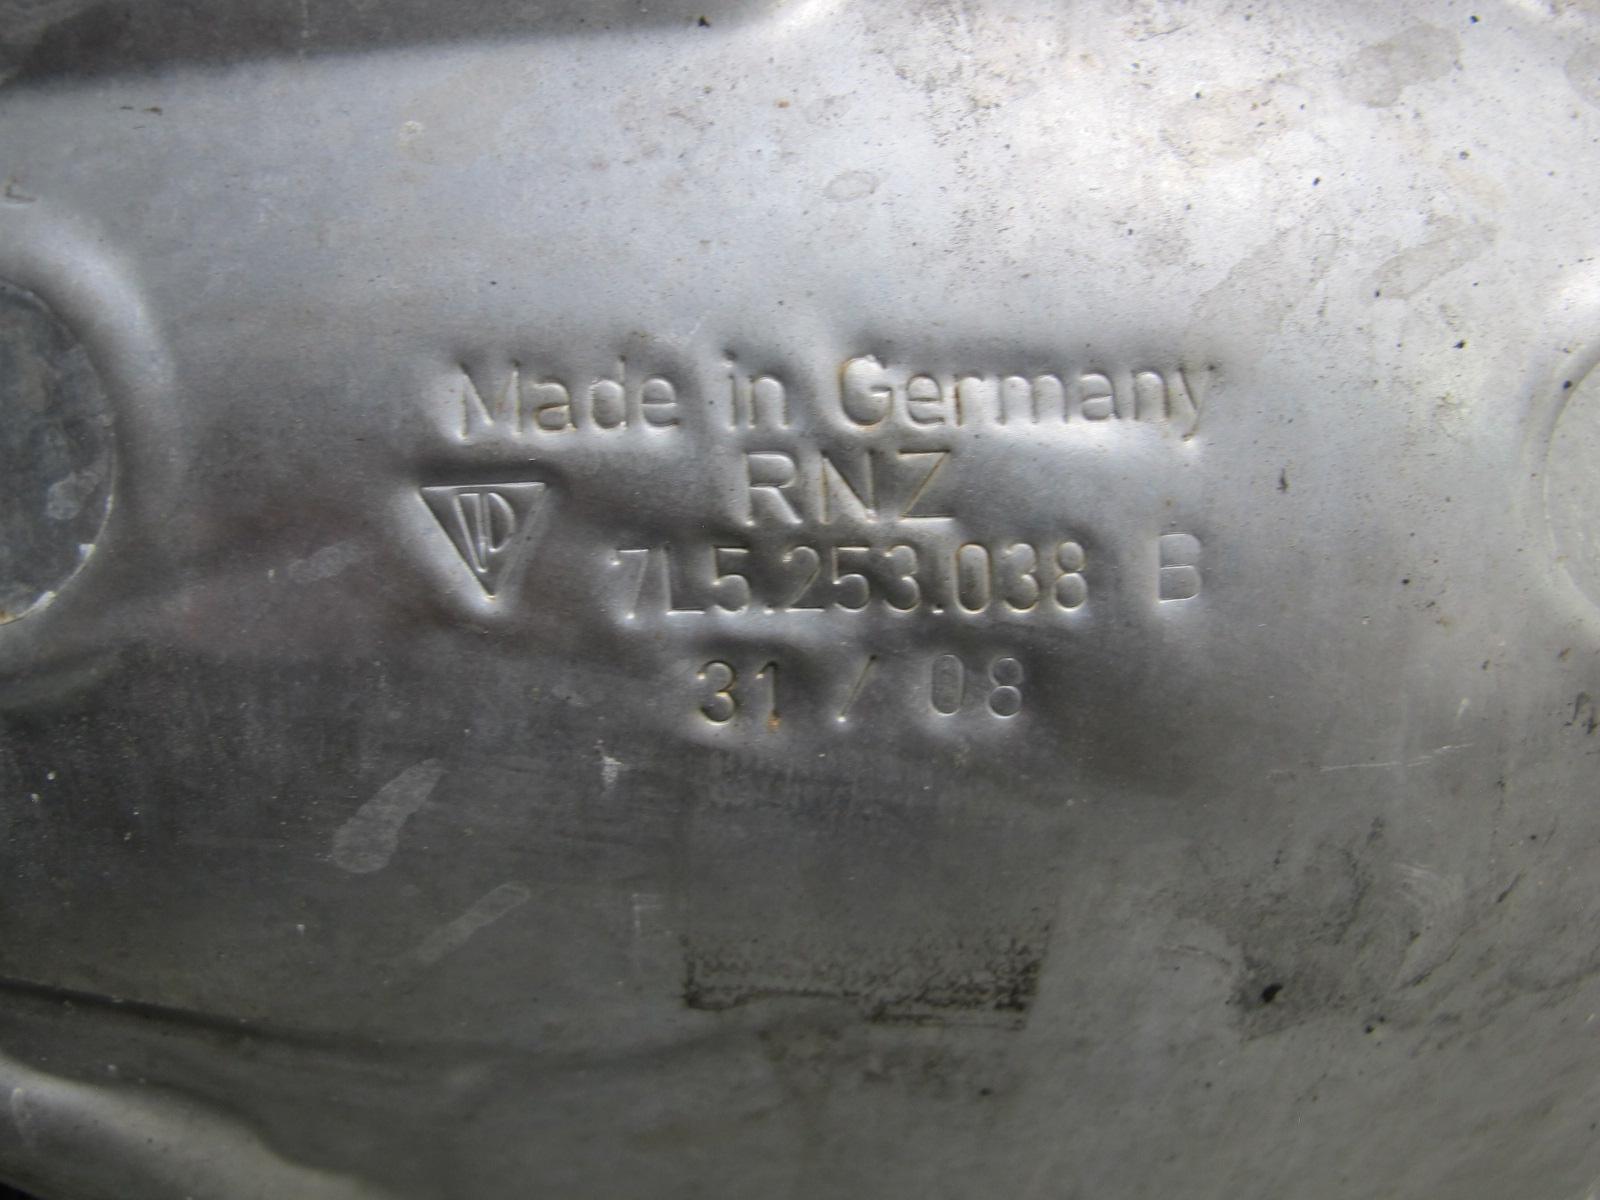 Made in Germany
RNZ
7L5.253.038 B
31 / 08